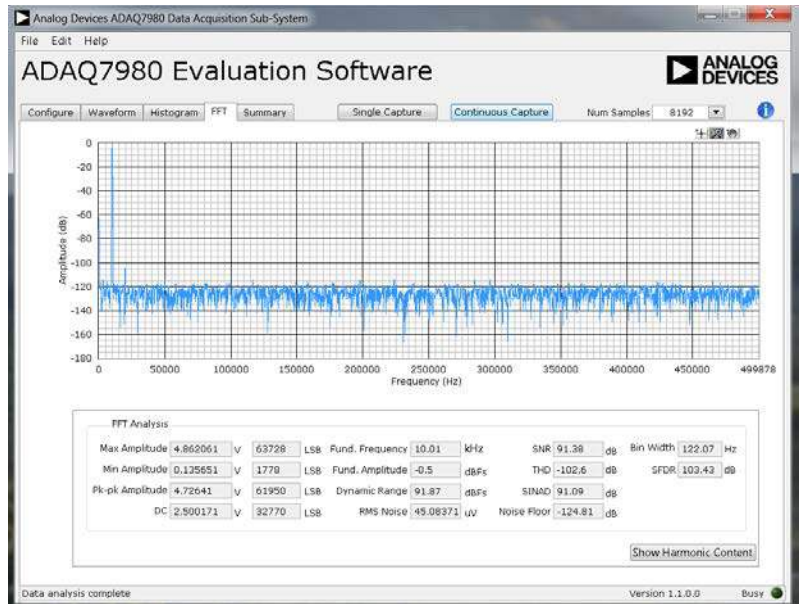 Analog Devices ADAQ7980 Data Acquisition Sub-System
File Edit Help
ADAQ7980 Evaluation Software
ANALOG
DEVICES
Configure Waveform Histogram FFT Summary Single Capture Continuous Capture Num Samples 8192
0
-20
-40
-60
-80
-100
-120
-140
-160
-180
Amplitude (dB)
0 50000 100000 150000 200000 250000 300000 350000 400000 450000 499878
Frequency (Hz)
FFT Analysis
Max Amplitude 4.862061 V 63728 LSB Fund. Frequency 10.01 kHz SNR 91.38 dB Bin Width 122.07 Hz
Min Amplitude 0.135651 V 1778 LSB Fund. Amplitude -0.5 dBFs THD -102.6 dB SFDR 103.43 dB
Pk-pk Amplitude 4.72641 V 61950 LSB Dynamic Range 91.87 dBFs SINAD 91.09 dB
DC 2.500171 V 32770 LSB RMS Noise 45.08371 uV Noise Floor -124.81 dB
Show Harmonic Content
Data analysis complete Version 1.1.0.0 Busy